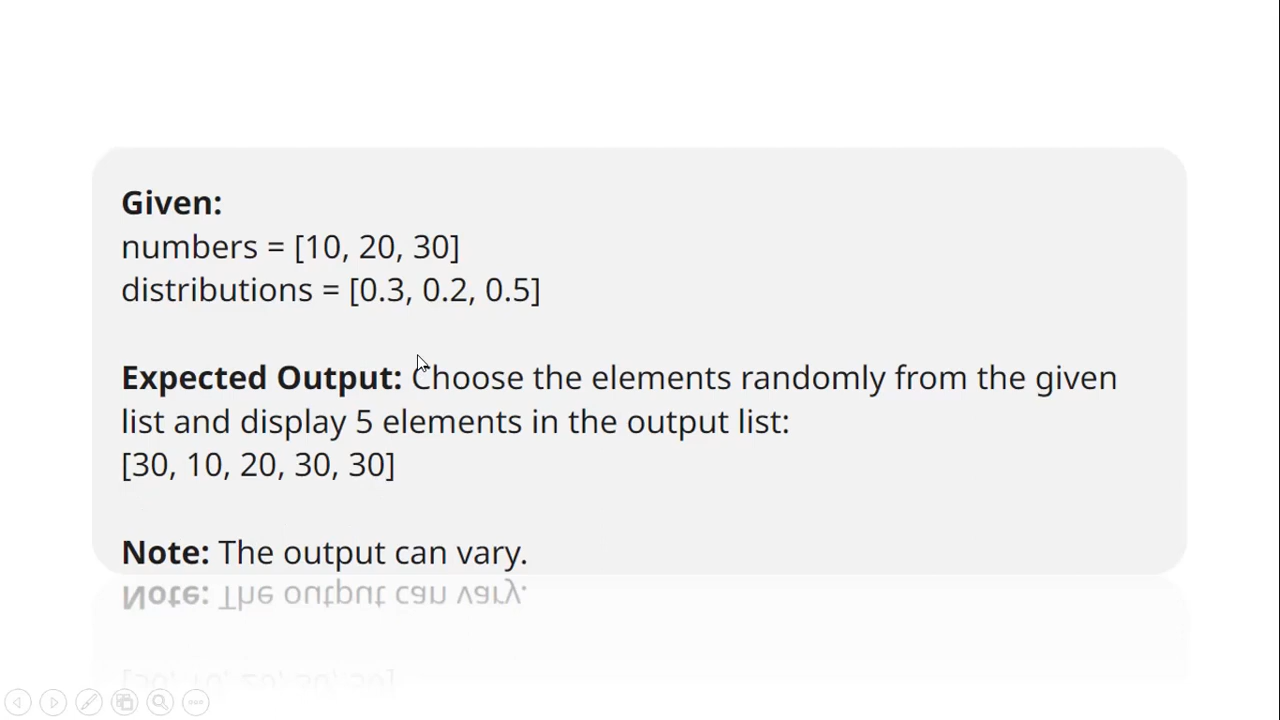 Given:
numbers = [10, 20, 30]
distributions = [0.3, 0.2, 0.5]
Expected Output: Choose the elements randomly from the given
list and display 5 elements in the output list:
[30, 10, 20, 30, 30]
Note: The output can vary.